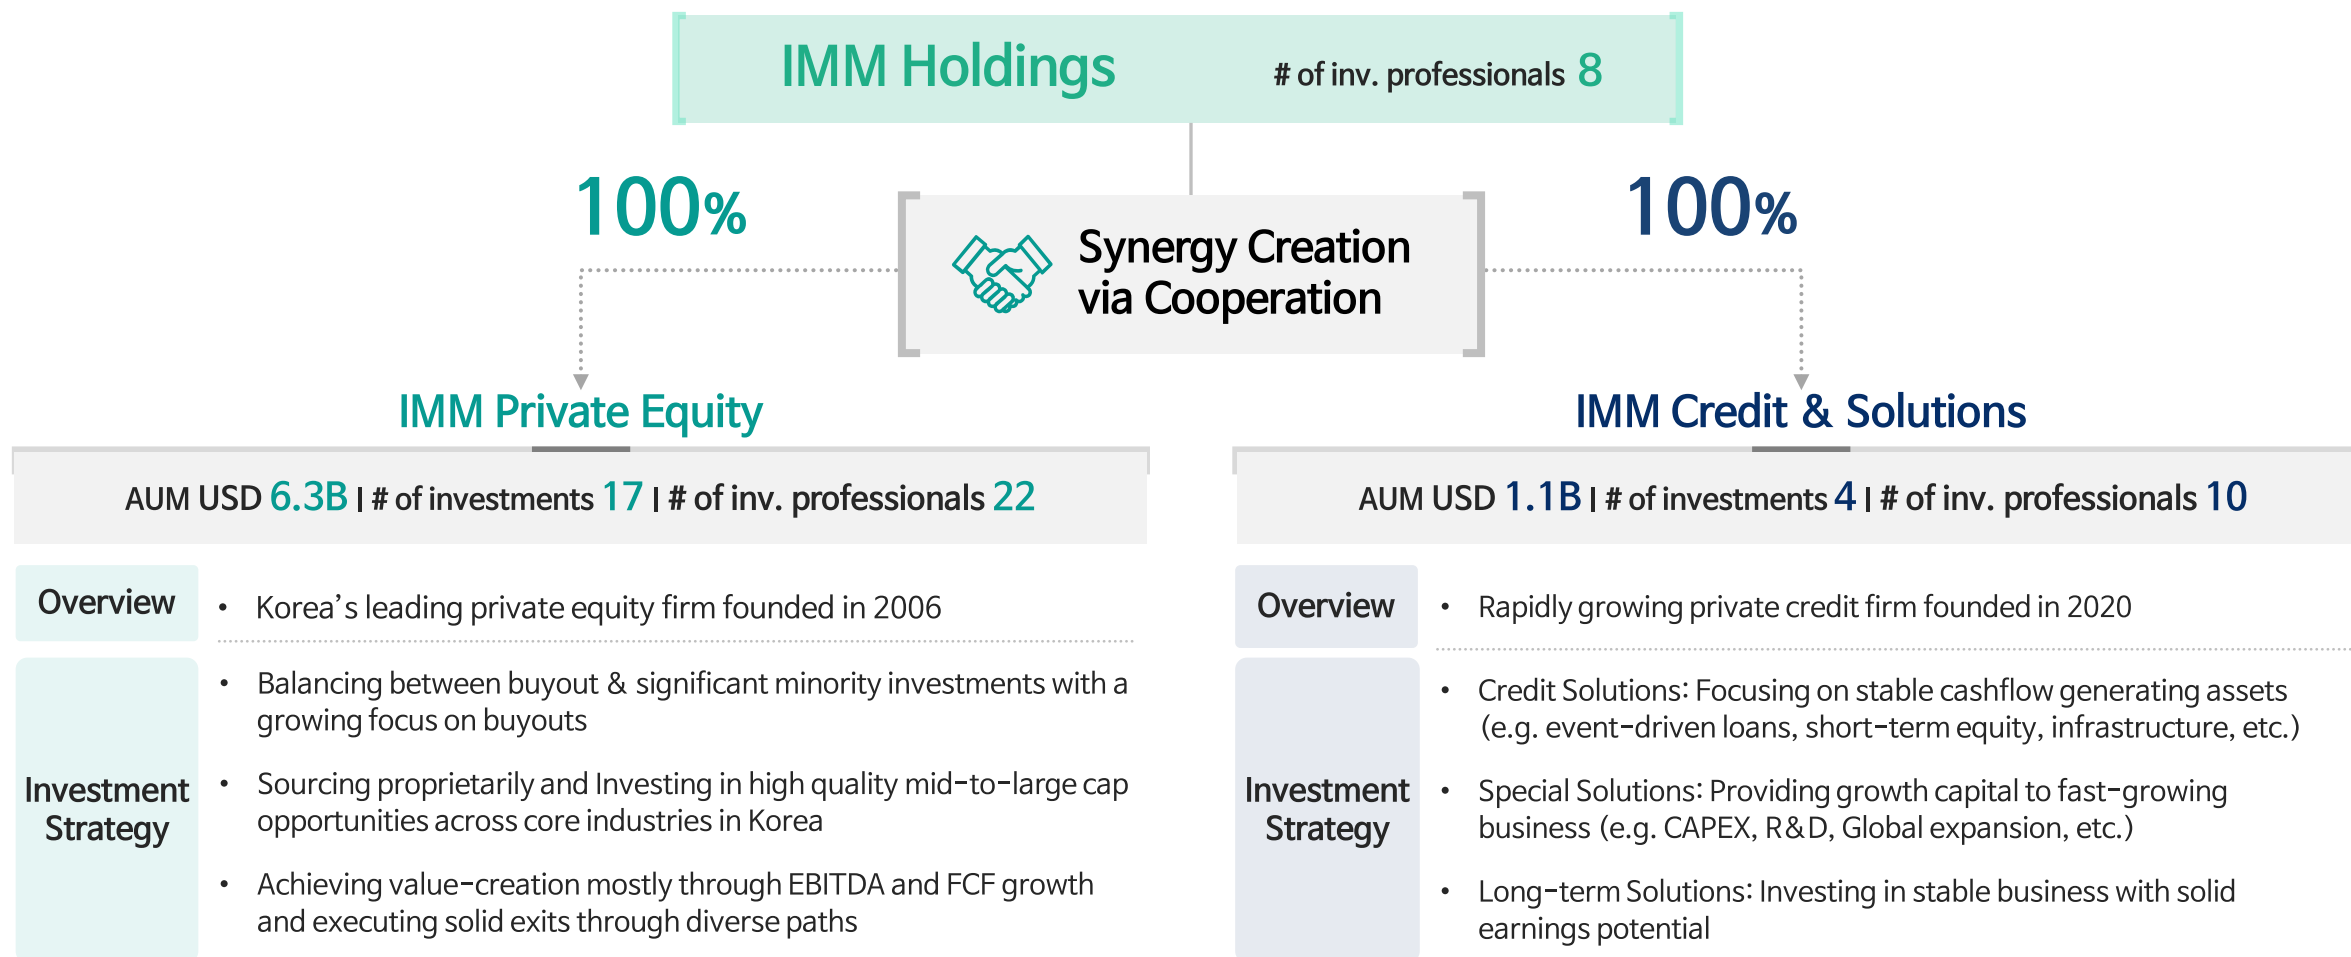 IMM Holdings # of inv. professionals 8
100%
100%
Synergy Creation
via Cooperation
IMM Private Equity
AUM USD 6.3B | # of investments 17 | # of inv. professionals 22
Overview
• Korea's leading private equity firm founded in 2006
Investment
Strategy
• Balancing between buyout & significant minority investments with a
growing focus on buyouts
• Sourcing proprietarily and Investing in high quality mid-to-large cap
opportunities across core industries in Korea
• Achieving value-creation mostly through EBITDA and FCF growth
and executing solid exits through diverse paths
IMM Credit & Solutions
AUM USD 1.1B | # of investments 4 | # of inv. professionals 10
Overview
• Rapidly growing private credit firm founded in 2020
Investment
Strategy
• Credit Solutions: Focusing on stable cashflow generating assets
(e.g. event-driven loans, short-term equity, infrastructure, etc.)
• Special Solutions: Providing growth capital to fast-growing
business (e.g. CAPEX, R&D, Global expansion, etc.)
• Long-term Solutions: Investing in stable business with solid
earnings potential